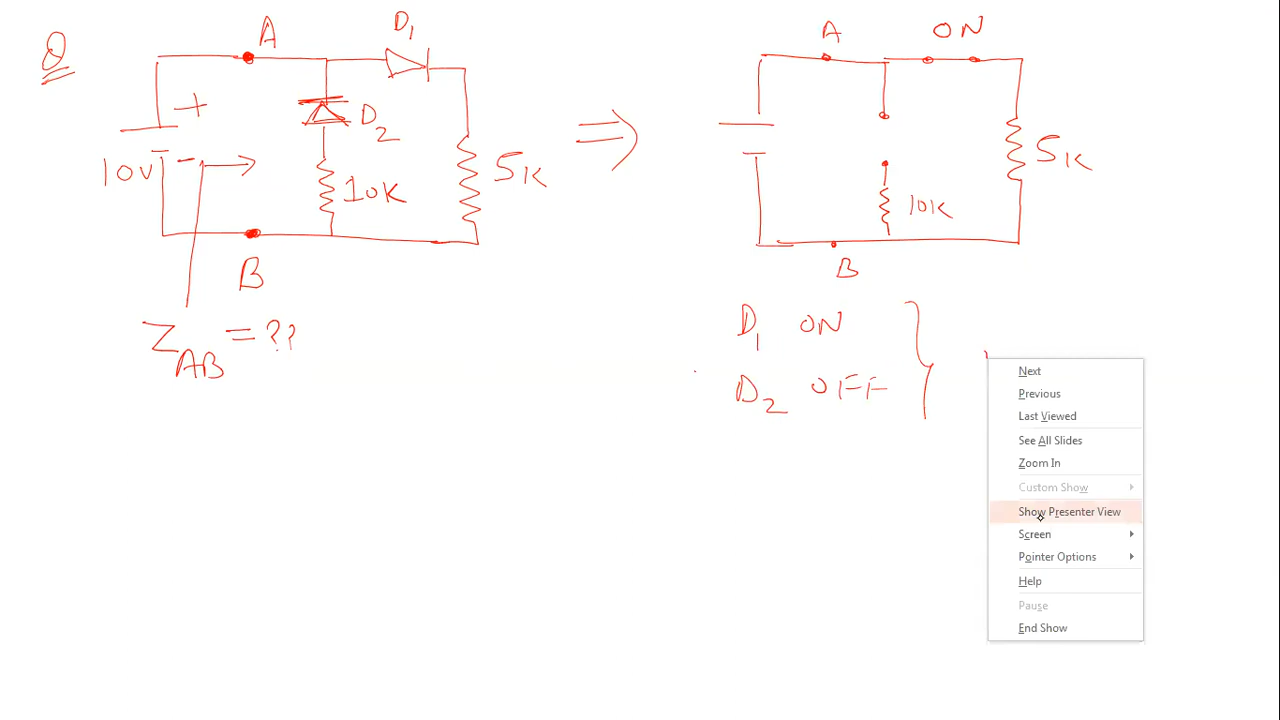 Q
A
D1
+
D2
10V
-
10K
5K
B
ZAB = ??
⇒
A
ON
5K
10K
B
D1 ON
D2 OFF
Next
Previous
Last Viewed
See All Slides
Zoom In
Custom Show
Show Presenter View
Screen
Pointer Options
Help
Pause
End Show